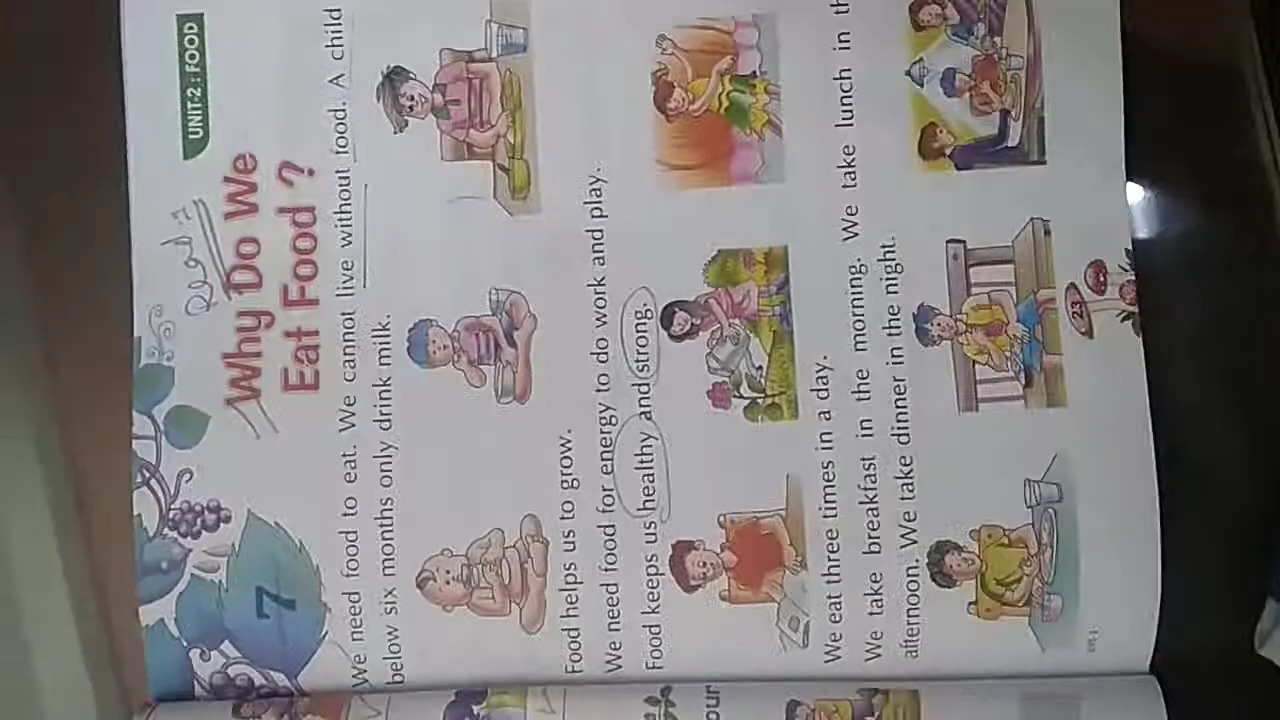 UNIT-2 : FOOD
Read
7
Why Do We
Eat Food ?
We need food to eat. We cannot live without food. A child
below six months only drink milk.
Food helps us to grow.
We need food for energy to do work and play.
Food keeps us healthy and strong.
We eat three times in a day.
We take breakfast in the morning. We take lunch in
afternoon. We take dinner in the night.
23
our